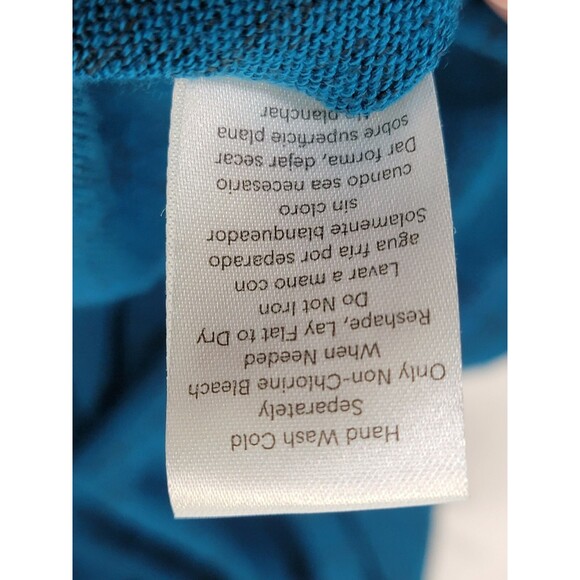 Hand Wash Cold
Separately
Only Non-Chlorine Bleach
When Needed
Reshape, Lay Flat to Dry
Do Not Iron
Lavar a mano con
agua fría por separado
Solamente blanqueador
sin cloro
cuando sea necesario
Dar forma, dejar secar
sobre superficie plana
No planchar